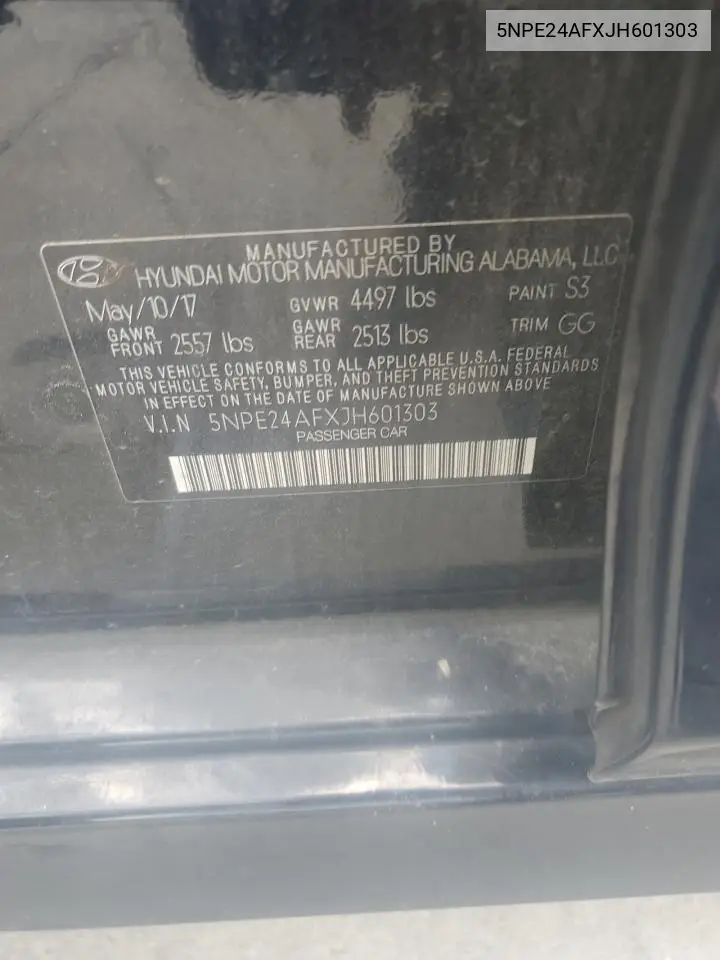 5NPE24AFXJH601303
MANUFACTURED BY
HYUNDAI MOTOR MANUFACTURING ALABAMA, LLC
May/10/17 GVWR 4497 lbs PAINT S3
GAWR FRONT 2557 lbs GAWR REAR 2513 lbs TRIM GG
THIS VEHICLE CONFORMS TO ALL APPLICABLE U.S.A. FEDERAL
MOTOR VEHICLE SAFETY, BUMPER, AND THEFT PREVENTION STANDARDS
IN EFFECT ON THE DATE OF MANUFACTURE SHOWN ABOVE
V.I.N 5NPE24AFXJH601303
PASSENGER CAR